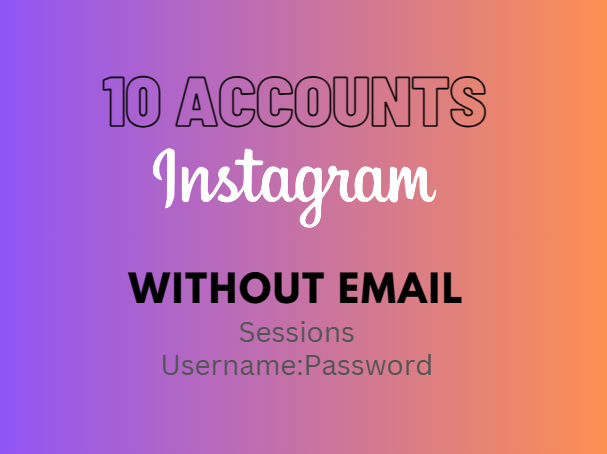 10 ACCOUNTS
Instagram
WITHOUT EMAIL
Sessions
Username:Password